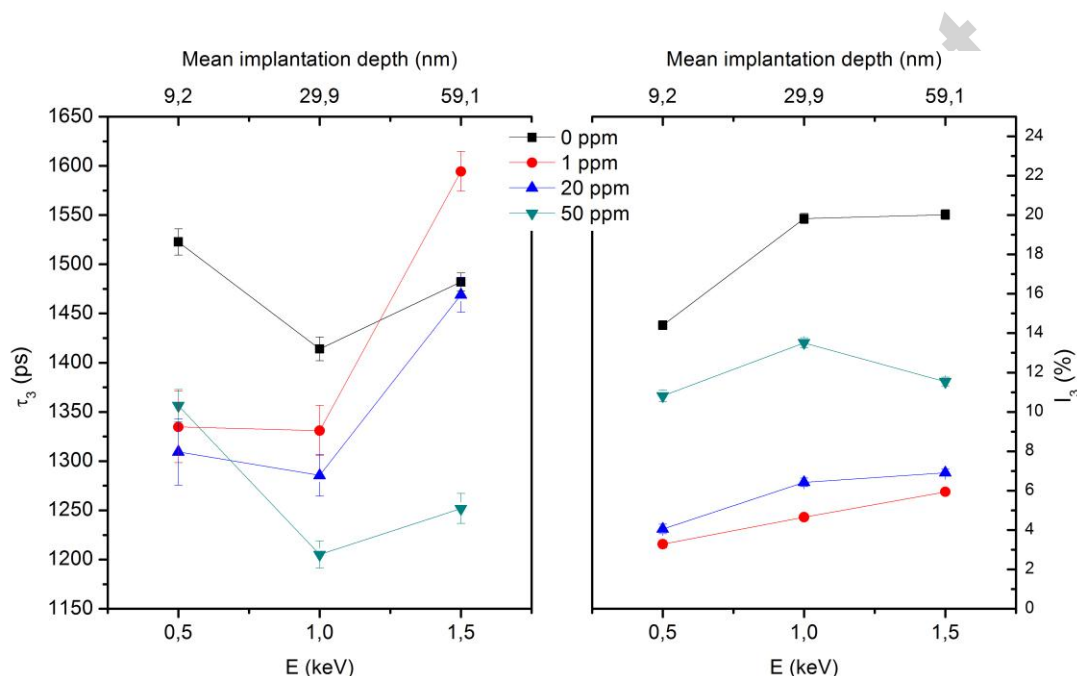 Mean implantation depth (nm)
9,2 29,9 59,1
1650
1600
1550
1500
1450
1400
1350
1300
1250
1200
1150
τ3 (ps)
0,5 1,0 1,5
E (keV)
0 ppm
1 ppm
20 ppm
50 ppm
Mean implantation depth (nm)
9,2 29,9 59,1
24
22
20
18
16
14
12
10
8
6
4
2
0
I3 (%)
0,5 1,0 1,5
E (keV)